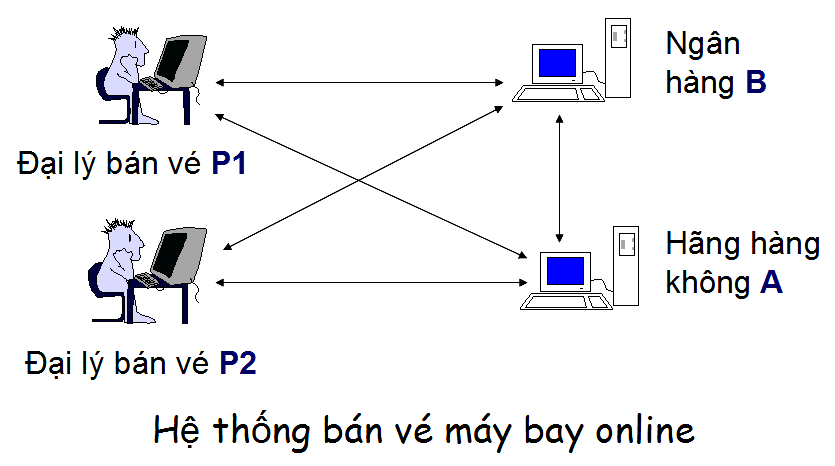 Ngân
hàng B
Đại lý bán vé P1
Hãng hàng
không A
Đại lý bán vé P2
Hệ thống bán vé máy bay online